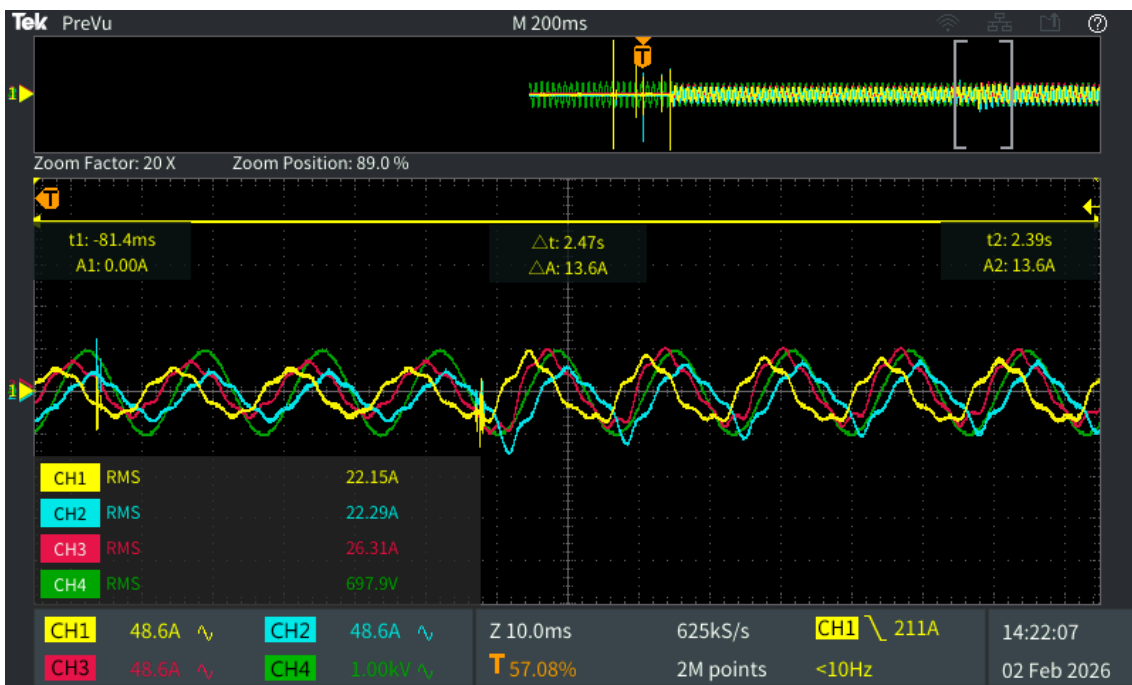 Tek PreVu M 200ms
T
1
Zoom Factor: 20 X Zoom Position: 89.0 %
T
t1: -81.4ms △t: 2.47s t2: 2.39s
A1: 0.00A △A: 13.6A A2: 13.6A
1
CH1 RMS 22.15A
CH2 RMS 22.29A
CH3 RMS 26.31A
CH4 RMS 697.9V
CH1 48.6A CH2 48.6A Z 10.0ms 625kS/s CH1 211A 14:22:07
CH3 48.6A CH4 1.00kV T 57.08% 2M points <10Hz 02 Feb 2026